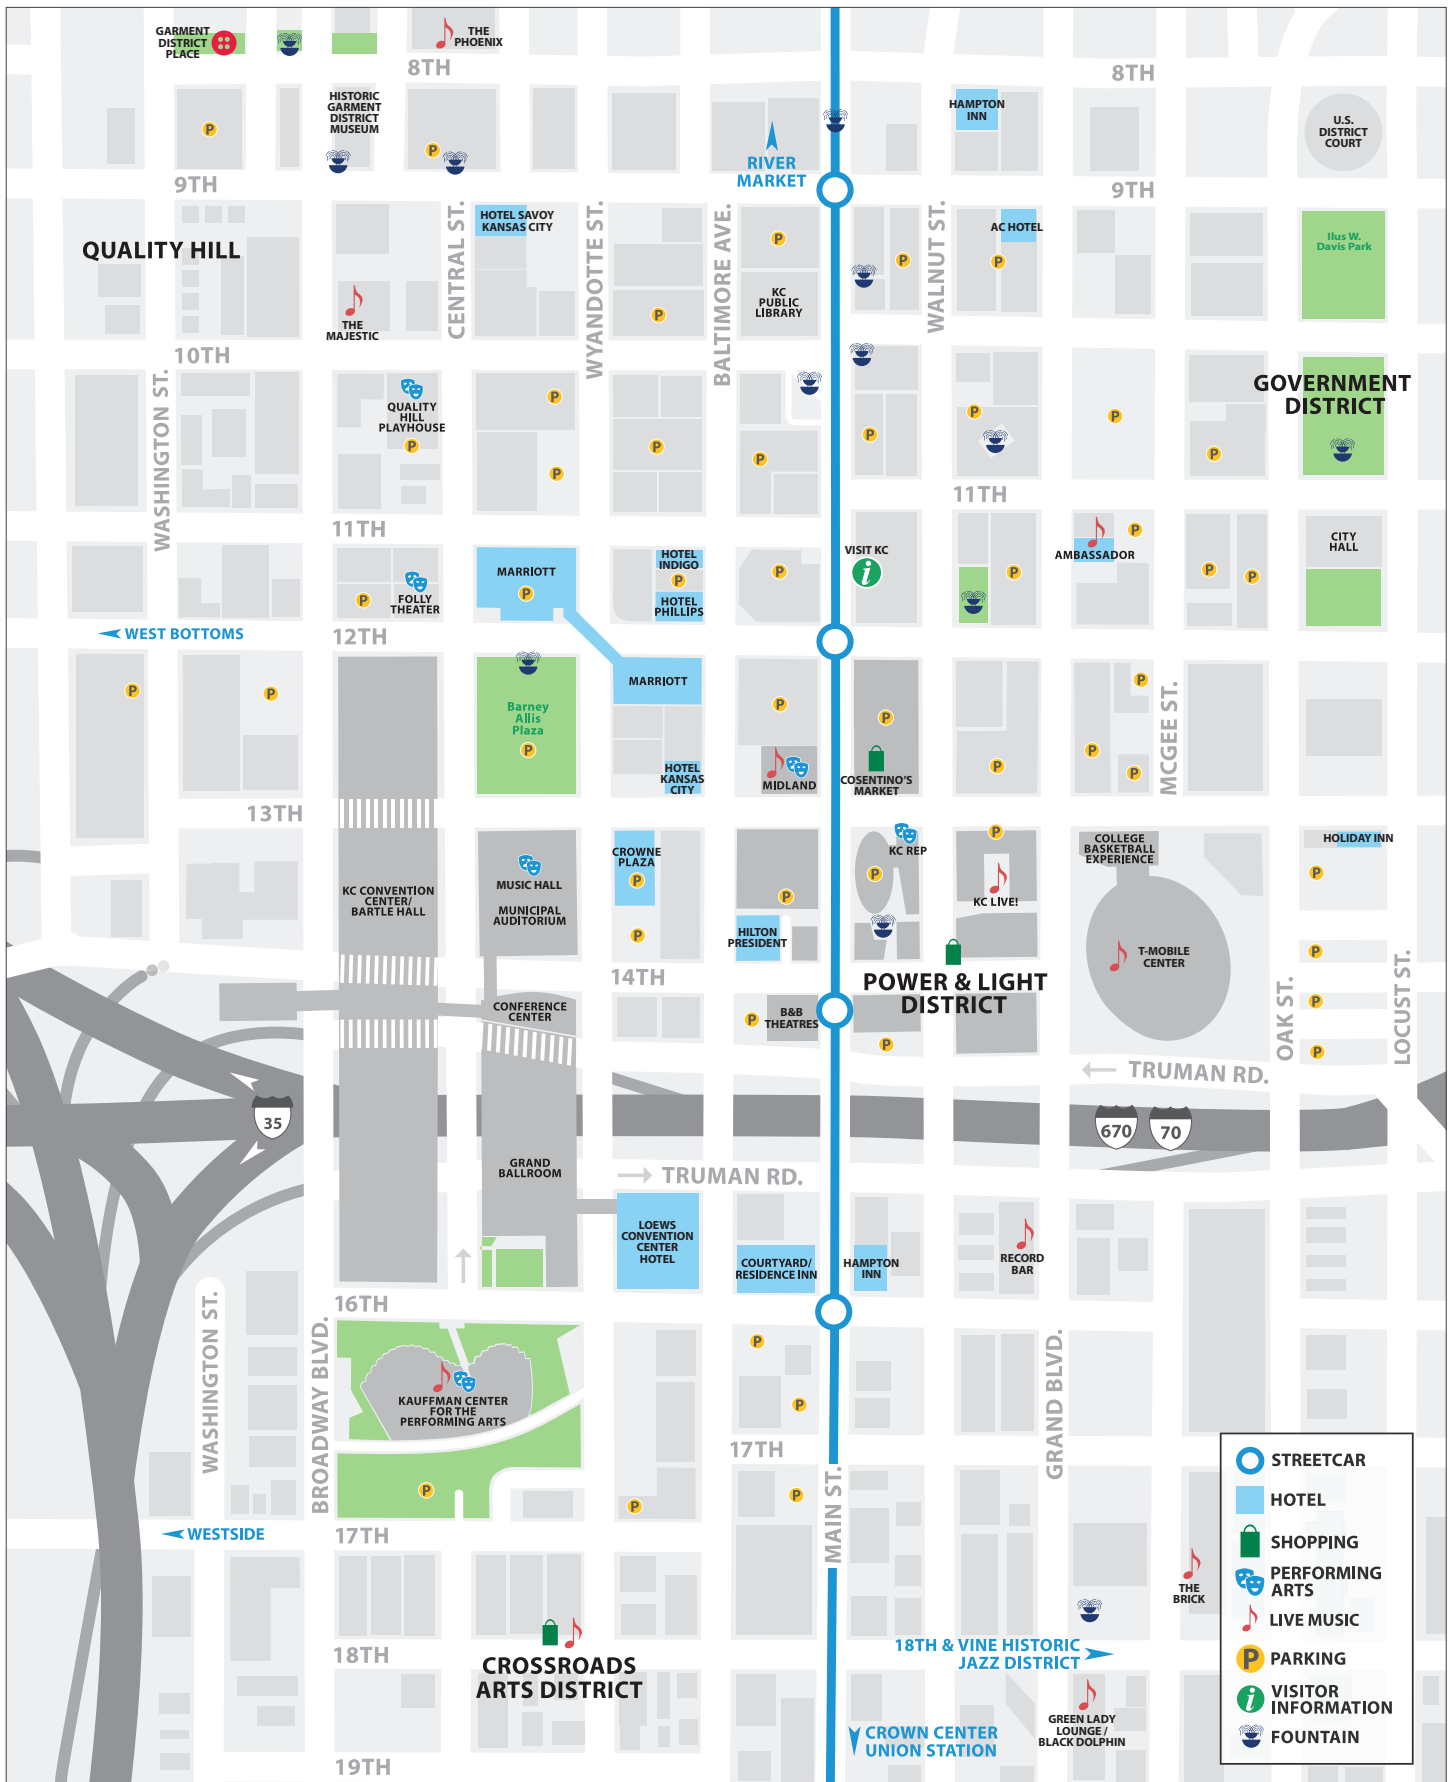 GARMENT
DISTRICT
PLACE
THE
PHOENIX
8TH
8TH
HISTORIC
GARMENT
DISTRICT
MUSEUM
P
P
HAMPTON
INN
U.S.
DISTRICT
COURT
RIVER
MARKET
9TH
9TH
QUALITY HILL
CENTRAL ST.
HOTEL SAVOY
KANSAS CITY
WYANDOTTE ST.
BALTIMORE AVE.
P
KC
PUBLIC
LIBRARY
P
P
WALNUT ST.
AC HOTEL
P
Ilus W.
Davis Park
THE
MAJESTIC
10TH
WASHINGTON ST.
QUALITY
HILL
PLAYHOUSE
P
P
P
P
P
P
P
P
P
GOVERNMENT
DISTRICT
11TH
11TH
FOLLY
THEATER
P
MARRIOTT
P
HOTEL
INDIGO
P
HOTEL
PHILLIPS
P
VISIT KC
i
P
AMBASSADOR
P
P
P
CITY
HALL
WEST BOTTOMS
12TH
P
P
Barney
Allis
Plaza
P
MARRIOTT
HOTEL
KANSAS
CITY
P
MIDLAND
P
COSENTINO'S
MARKET
P
P
P
P
MCGEE ST.
13TH
KC CONVENTION
CENTER/
BARTLE HALL
MUSIC HALL
MUNICIPAL
AUDITORIUM
CROWNE
PLAZA
P
P
P
HILTON
PRESIDENT
KC REP
P
P
KC LIVE!
COLLEGE
BASKETBALL
EXPERIENCE
T-MOBILE
CENTER
HOLIDAY INN
P
P
P
P
14TH
POWER & LIGHT
DISTRICT
CONFERENCE
CENTER
P
B&B
THEATRES
P
OAK ST.
LOCUST ST.
TRUMAN RD.
35
670
70
GRAND
BALLROOM
TRUMAN RD.
LOEWS
CONVENTION
CENTER
HOTEL
COURTYARD/
RESIDENCE INN
HAMPTON
INN
RECORD
BAR
16TH
WASHINGTON ST.
BROADWAY BLVD.
KAUFFMAN CENTER
FOR THE
PERFORMING ARTS
P
P
P
P
P
GRAND BLVD.
17TH
MAIN ST.
17TH
WESTSIDE
THE
BRICK
18TH
CROSSROADS
ARTS DISTRICT
18TH & VINE HISTORIC
JAZZ DISTRICT
GREEN LADY
LOUNGE /
BLACK DOLPHIN
CROWN CENTER
UNION STATION
19TH
STREETCAR
HOTEL
SHOPPING
PERFORMING
ARTS
LIVE MUSIC
P
PARKING
i
VISITOR
INFORMATION
FOUNTAIN